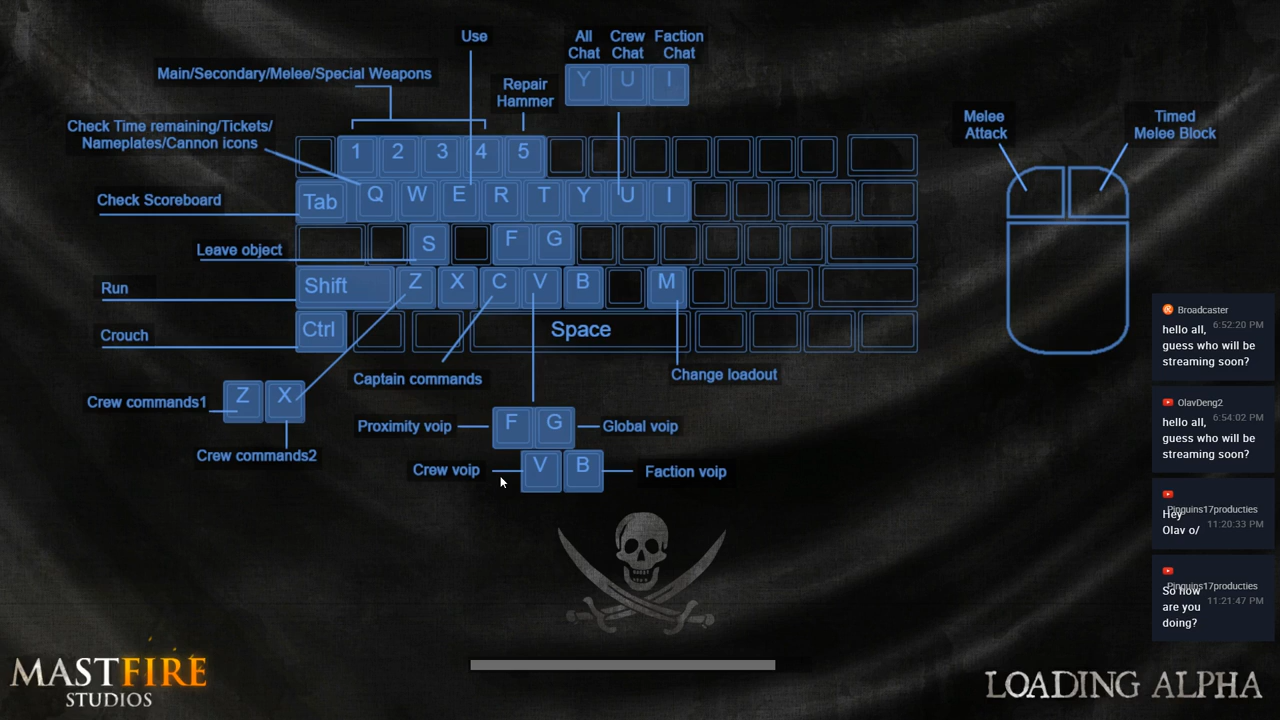 Use
All Chat
Crew Chat
Faction Chat
Y U I
Main/Secondary/Melee/Special Weapons
Repair
Hammer
Check Time remaining/Tickets/
Nameplates/Cannon icons
Melee
Attack
Timed
Melee Block
1 2 3 4 5
Tab Q W E R T Y U I
Check Scoreboard
S F G
Leave object
Shift Z X C V B M
Run
Ctrl Space
Crouch
Captain commands
Change loadout
Z X
Crew commands1
Crew commands2
Proximity voip
F G
Global voip
Crew voip
V B
Faction voip
Broadcaster
6:52:20 PM
hello all,
guess who will be
streaming soon?
OlavDeng2
6:54:02 PM
hello all,
guess who will be
streaming soon?
Pinguins17producties
11:20:33 PM
Hey
Olav o/
Pinguins17producties
11:21:47 PM
So how
are you
doing?
MASTFIRE
STUDIOS
LOADING ALPHA